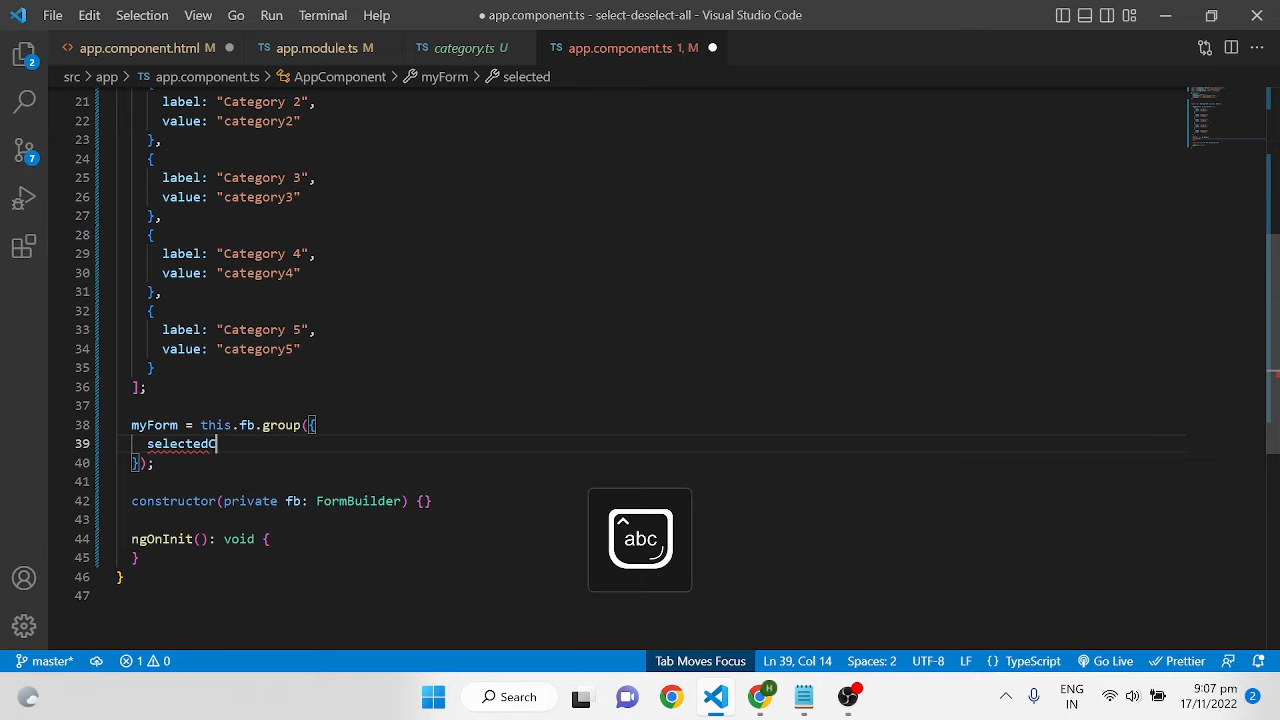 File Edit Selection View Go Run Terminal Help
● app.component.ts - select-deselect-all - Visual Studio Code
app.component.html M TS app.module.ts M TS category.ts U TS app.component.ts 1, M
src > app > TS app.component.ts > AppComponent > myForm > selected
21 label: "Category 2",
22 value: "category2"
23 },
24 {
25 label: "Category 3",
26 value: "category3"
27 },
28 {
29 label: "Category 4",
30 value: "category4"
31 },
32 {
33 label: "Category 5",
34 value: "category5"
35 }
36 ];
37
38 myForm = this.fb.group({
39 selectedC
40 });
41
42 constructor(private fb: FormBuilder) {}
43
44 ngOnInit(): void {
45 }
46 }
47
2
7
abc
master* 1 0 Tab Moves Focus Ln 39, Col 14 Spaces: 2 UTF-8 LF {} TypeScript Go Live Prettier
Search H ENG IN 9:07 pm 17/11/2022 2